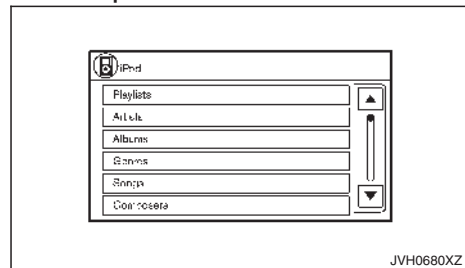 iPod
Playlists
Artists
Albums
Genres
Songs
Composers
JVH0680XZ